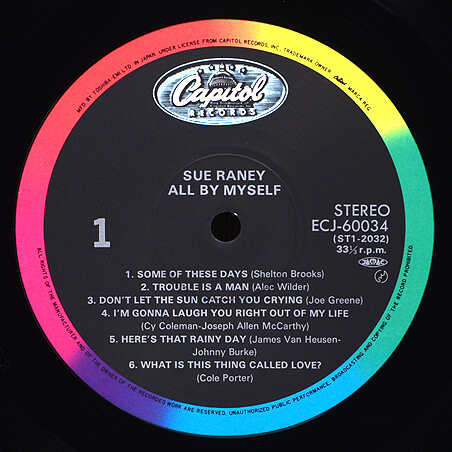 MFD. BY TOSHIBA-EMI LTD. IN JAPAN. UNDER LICENSE FROM CAPITOL RECORDS, INC. TRADEMARK OWNER MARCA REG.
Capitol
RECORDS
SUE RANEY
ALL BY MYSELF
1
STEREO
ECJ-60034
(ST1-2032)
33⅓ r.p.m.
JASRAC
1. SOME OF THESE DAYS (Shelton Brooks)
2. TROUBLE IS A MAN (Alec Wilder)
3. DON'T LET THE SUN CATCH YOU CRYING (Joe Greene)
4. I'M GONNA LAUGH YOU RIGHT OUT OF MY LIFE
(Cy Coleman-Joseph Allen McCarthy)
5. HERE'S THAT RAINY DAY (James Van Heusen-
Johnny Burke)
6. WHAT IS THIS THING CALLED LOVE?
(Cole Porter)
ALL RIGHTS OF THE MANUFACTURER AND OF THE OWNER OF THE RECORDED WORK ARE RESERVED. UNAUTHORIZED PUBLIC PERFORMANCE, BROADCASTING AND COPYING OF THE RECORD PROHIBITED.